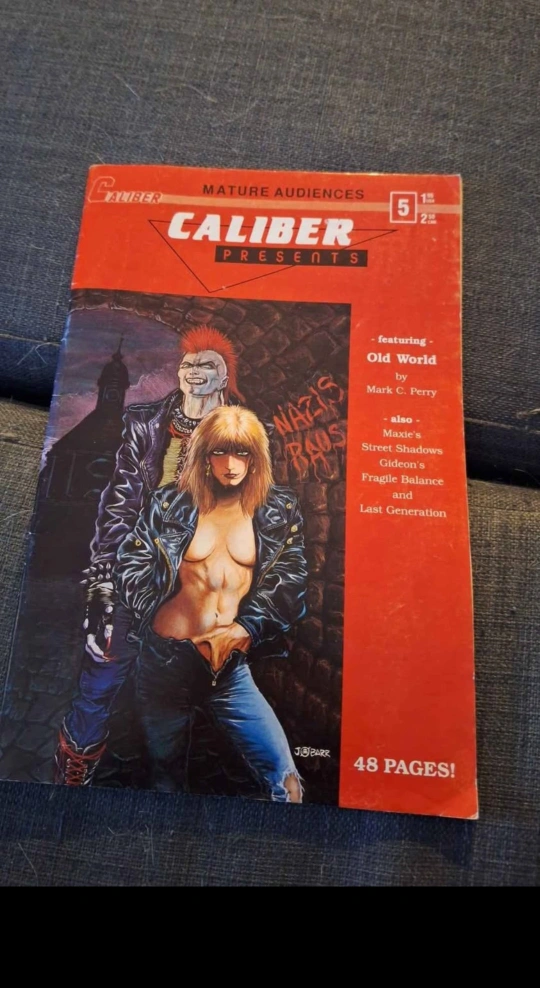 CALIBER
MATURE AUDIENCES
5
CALIBER
PRESENTS
- featuring -
Old World
by
Mark C. Perry
- also -
Maxie's
Street Shadows
Gideon's
Fragile Balance
and
Last Generation
NAZIS
RAUS
BARR
48 PAGES!